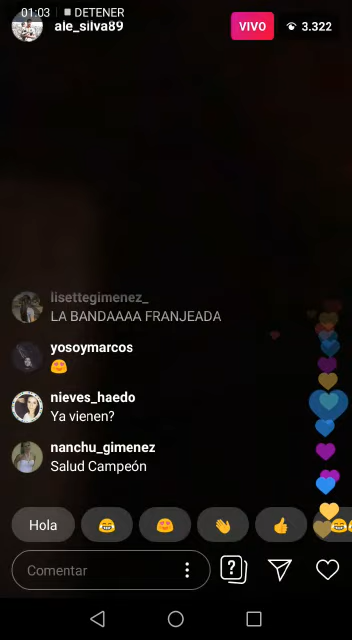 01:03 DETENER
ale_silva89 VIVO 3.322
lisettegimenez_
LA BANDAAAA FRANJEADA
yosoymarcos
😍
nieves_haedo
Ya vienen?
nanchu_gimenez
Salud Campeón
Hola 😂 😍 👋 👍 😂
Comentar